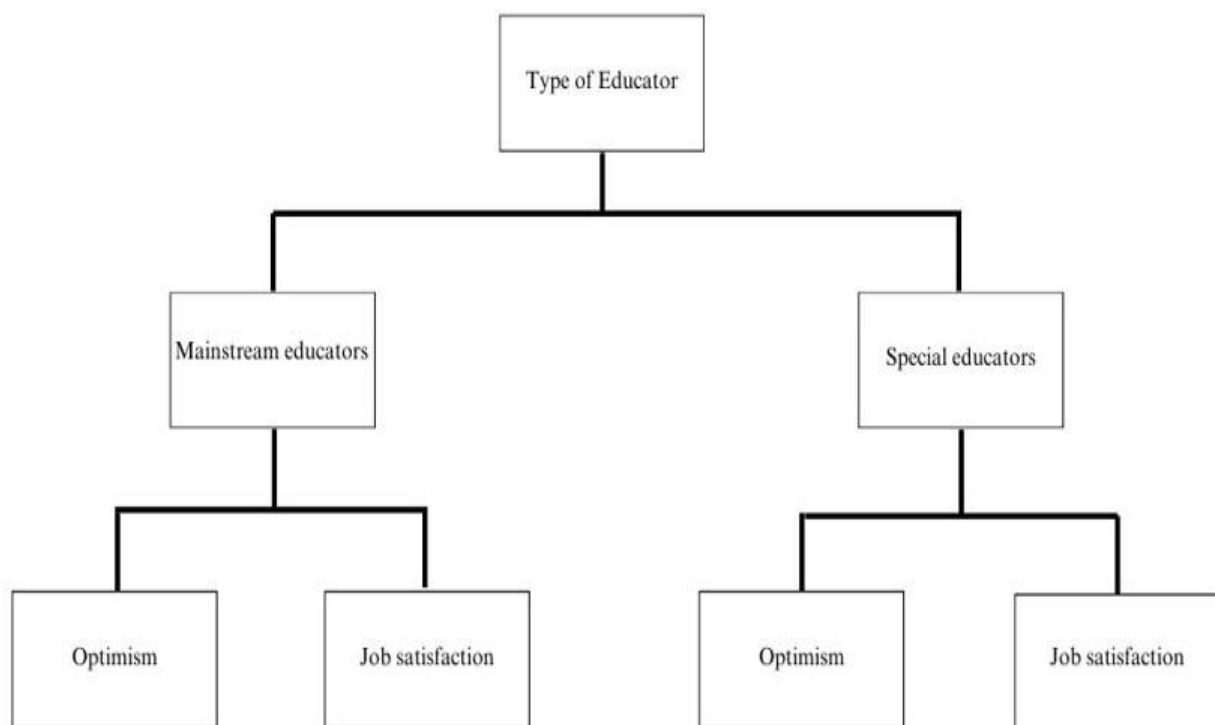 Type of Educator
Mainstream educators
Special educators
Optimism
Job satisfaction
Optimism
Job satisfaction